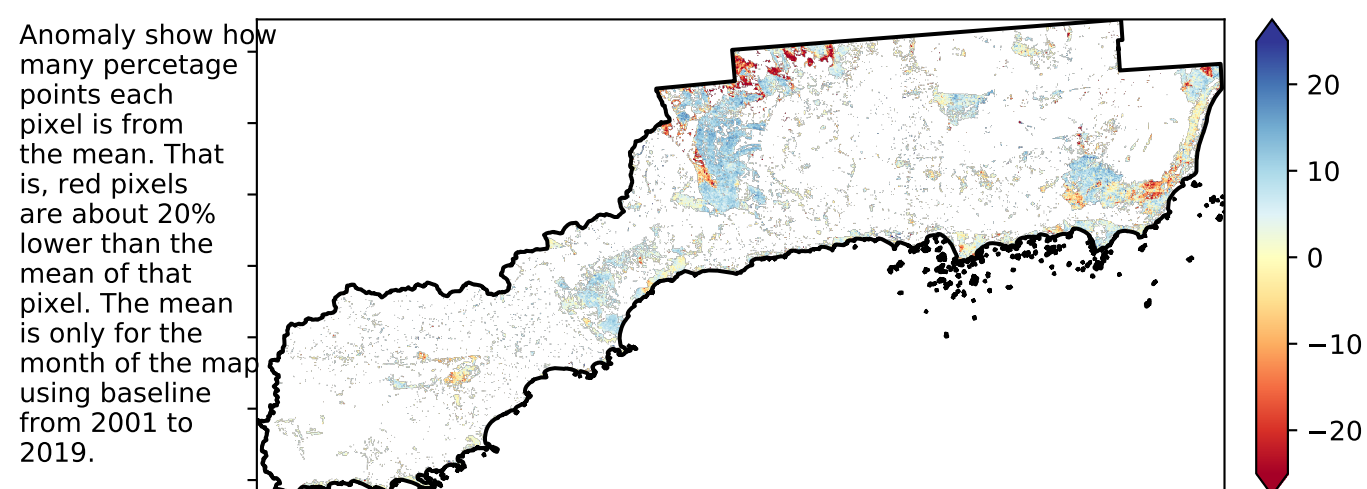 Anomaly show how
many percetage
points each
pixel is from
the mean. That
is, red pixels
are about 20%
lower than the
mean of that
pixel. The mean
is only for the
month of the map
using baseline
from 2001 to
2019.
20
10
0
−10
−20